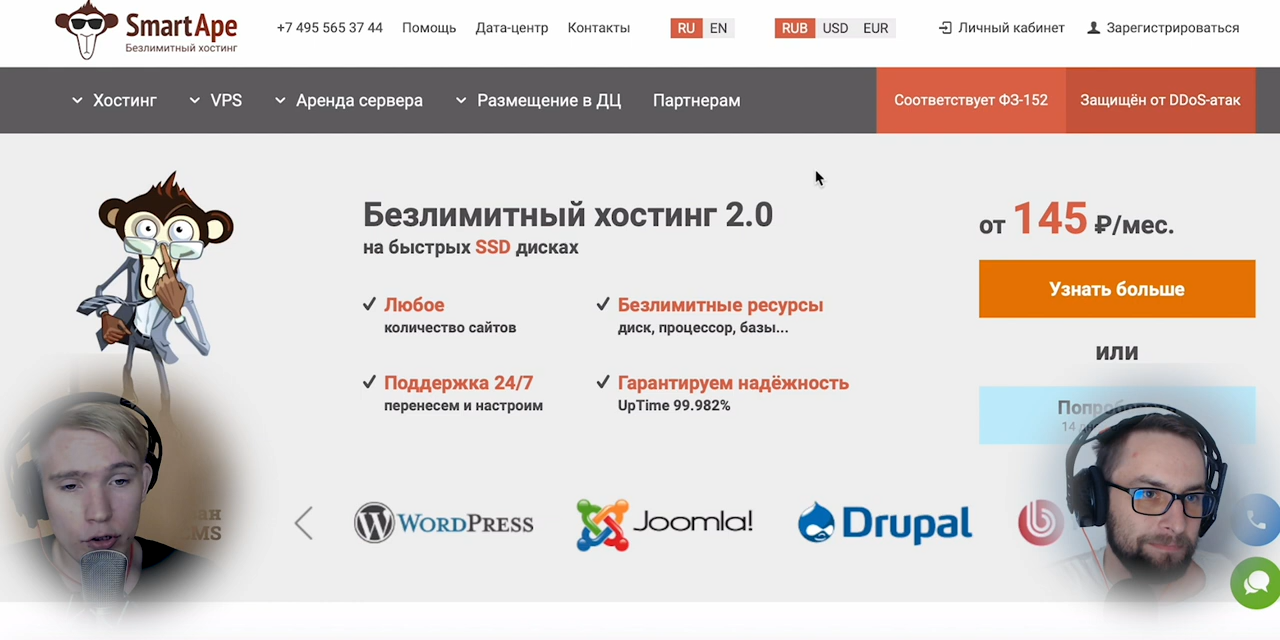 SmartApe
Безлимитный хостинг
+7 495 565 37 44
Помощь
Дата-центр
Контакты
RU EN
RUB USD EUR
Личный кабинет
Зарегистрироваться
Хостинг
VPS
Аренда сервера
Размещение в ДЦ
Партнерам
Соответствует ФЗ-152
Защищён от DDoS-атак
Безлимитный хостинг 2.0
на быстрых SSD дисках
от 145 ₽/мес.
Узнать больше
Любое
количество сайтов
Безлимитные ресурсы
диск, процессор, базы...
или
Поддержка 24/7
перенесем и настроим
Гарантируем надёжность
UpTime 99.982%
14
WORDPRESS
Joomla!
Drupal